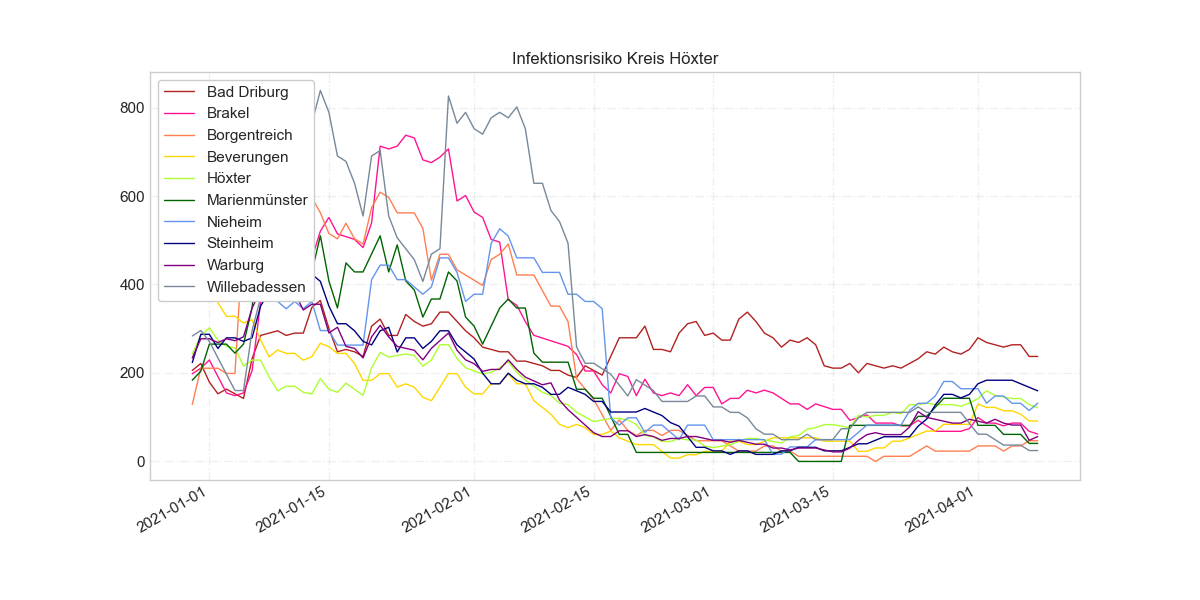 Infektionsrisiko Kreis Höxter
Bad Driburg
Brakel
Borgentreich
Beverungen
Höxter
Marienmünster
Nieheim
Steinheim
Warburg
Willebadessen
800
600
400
200
0
2021-01-01
2021-01-15
2021-02-01
2021-02-15
2021-03-01
2021-03-15
2021-04-01